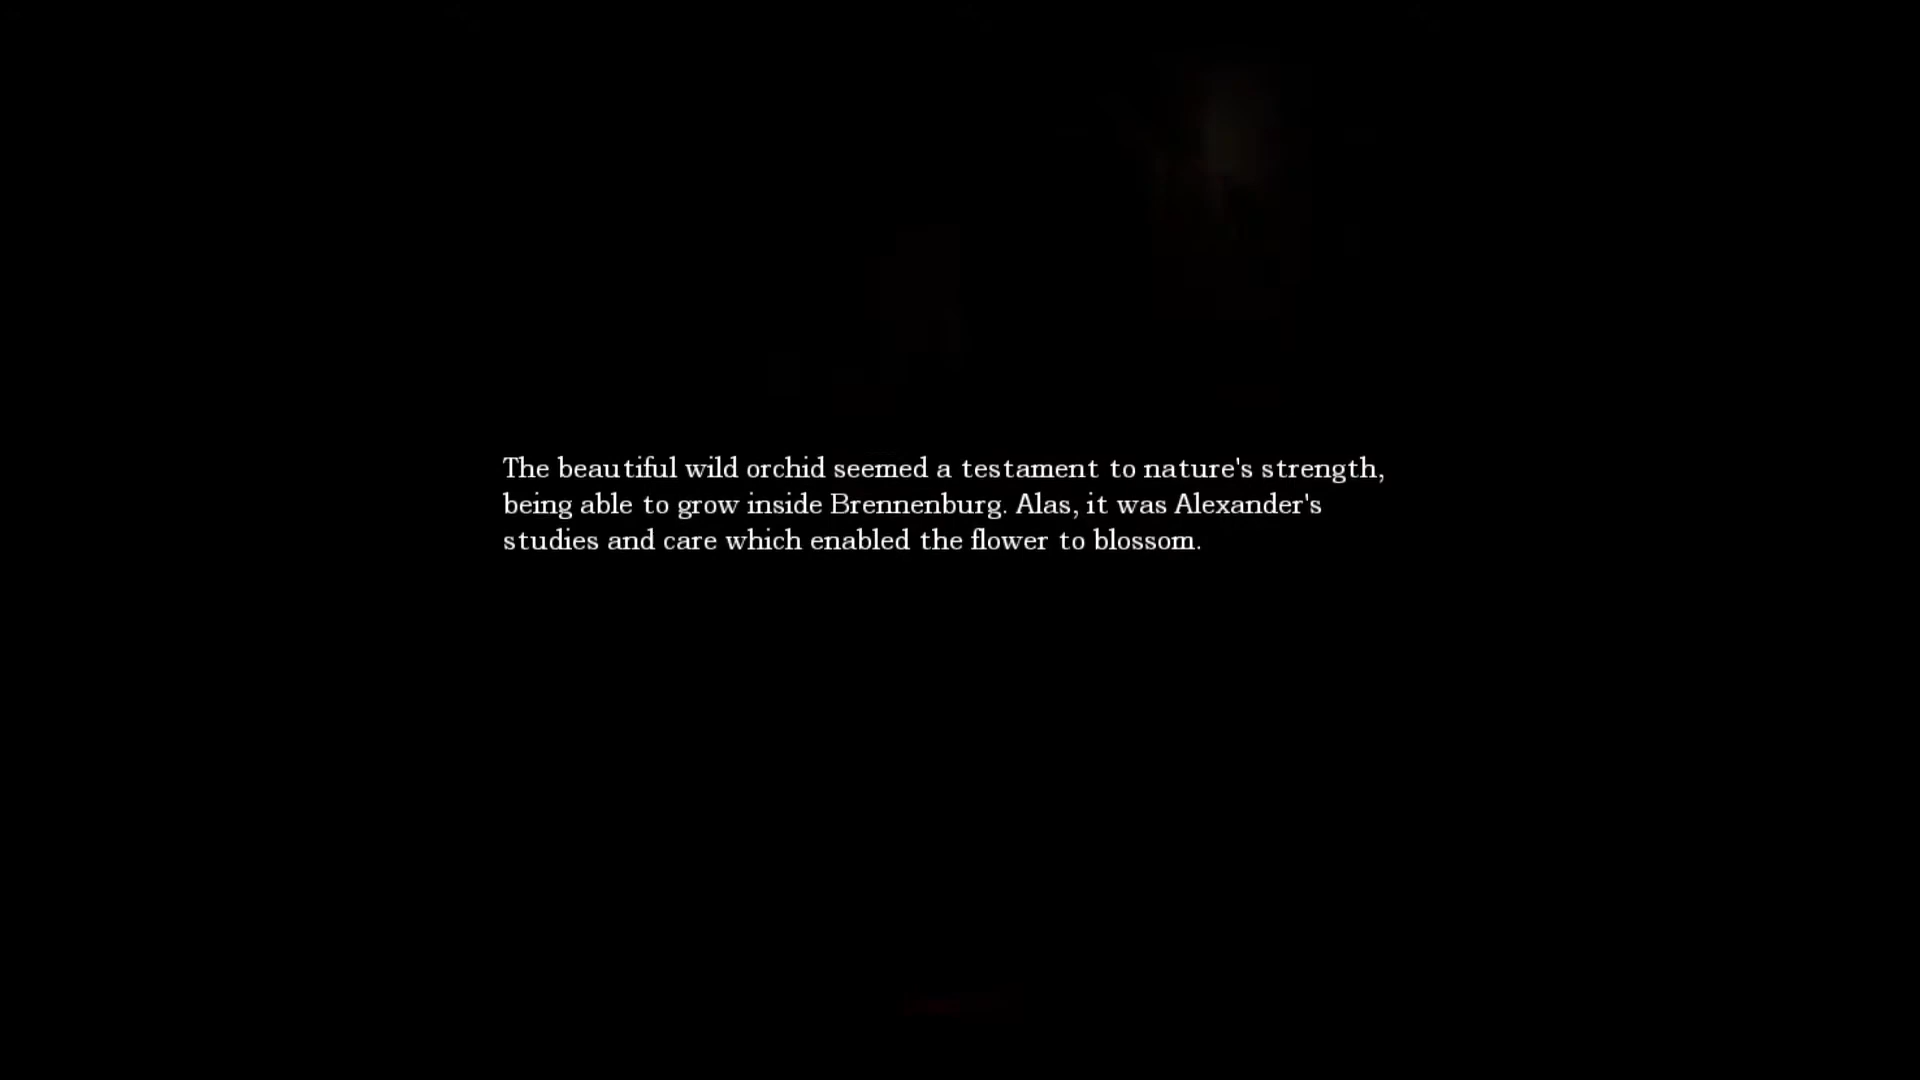 The beautiful wild orchid seemed a testament to nature's strength,
being able to grow inside Brennenburg. Alas, it was Alexander's
studies and care which enabled the flower to blossom.